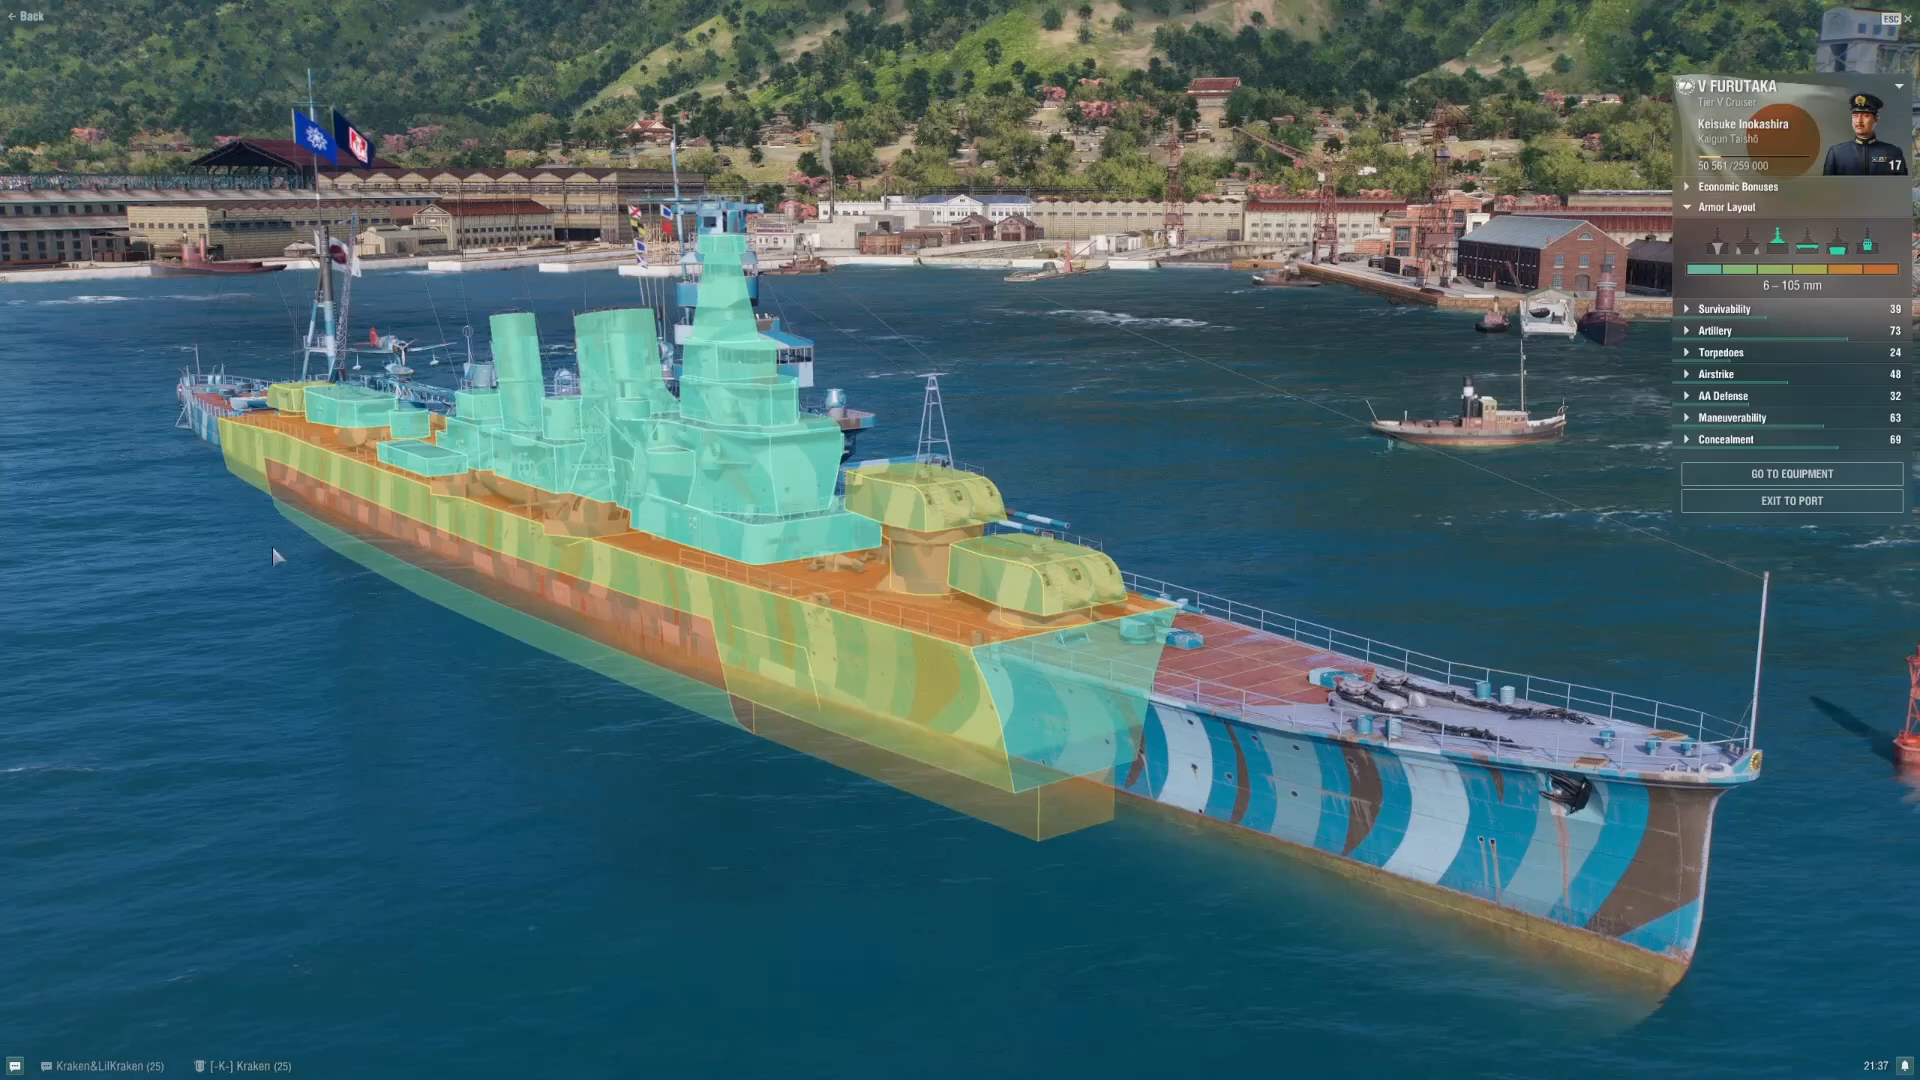 ← Back
ESC ×
V FURUTAKA
Tier V Cruiser
Keisuke Inokashira
Kaigun Taishō
50 561/259 000
17
Economic Bonuses
Armor Layout
6 – 105 mm
Survivability 39
Artillery 73
Torpedoes 24
Airstrike 48
AA Defense 32
Maneuverability 63
Concealment 69
GO TO EQUIPMENT
EXIT TO PORT
Kraken&LilKraken (25) [-K-] Kraken (25) 21:37